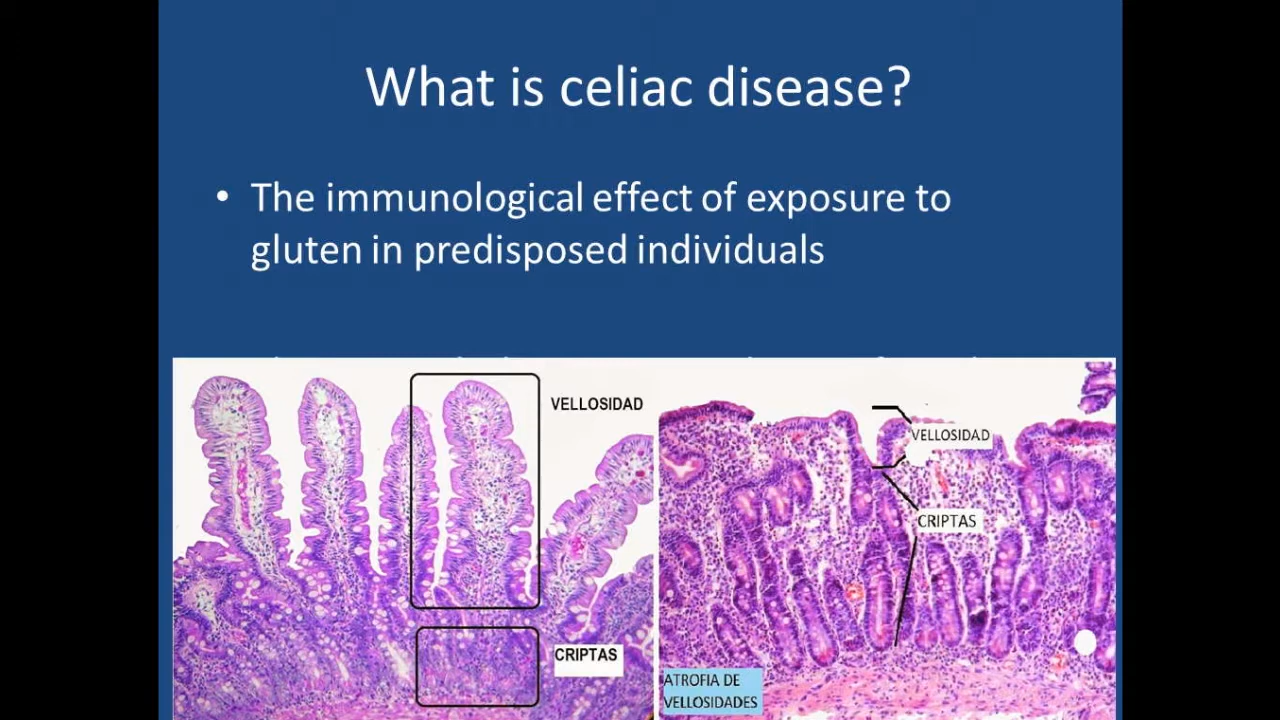 What is celiac disease?
• The immunological effect of exposure to
gluten in predisposed individuals
VELLOSIDAD
CRIPTAS
VELLOSIDAD
CRIPTAS
ATROFIA DE
VELLOSIDADES